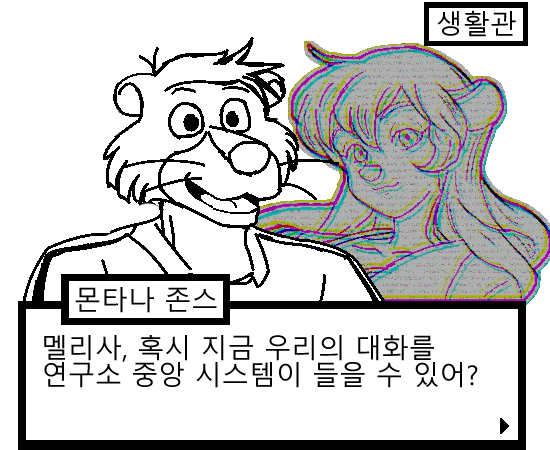 생활관
몬타나 존스
멜리사, 혹시 지금 우리의 대화를
연구소 중앙 시스템이 들을 수 있어?